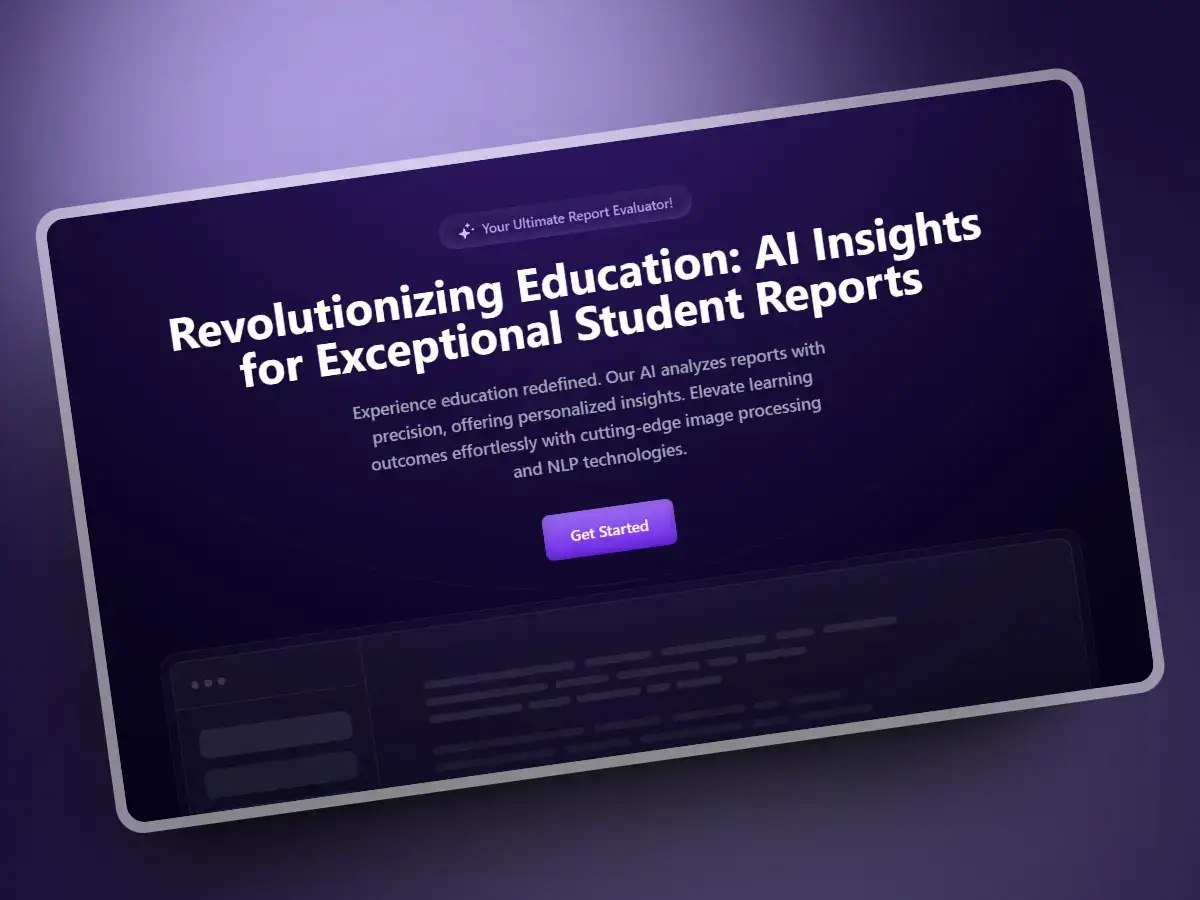 Your Ultimate Report Evaluator!
Revolutionizing Education: AI Insights
for Exceptional Student Reports
Experience education redefined. Our AI analyzes reports with
precision, offering personalized insights. Elevate learning
outcomes effortlessly with cutting-edge image processing
and NLP technologies.
Get Started